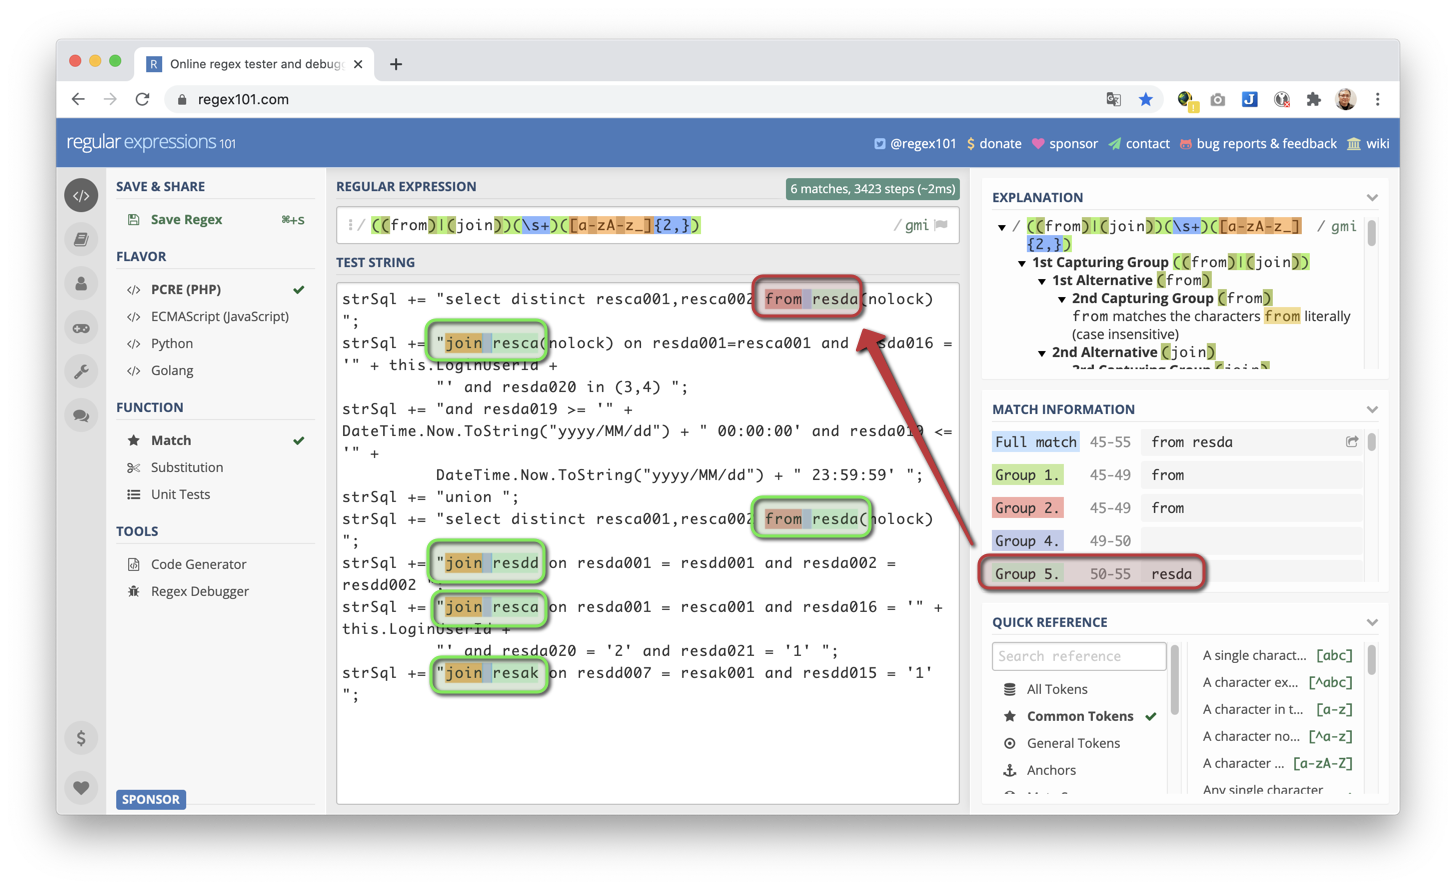 Online regex tester and debug
regex101.com
regular expressions 101
@regex101
donate
sponsor
contact
bug reports & feedback
wiki
SAVE & SHARE
Save Regex
⌘+s
FLAVOR
</> PCRE (PHP)
</> ECMAScript (JavaScript)
</> Python
</> Golang
FUNCTION
Match
Substitution
Unit Tests
TOOLS
Code Generator
Regex Debugger
SPONSOR
REGULAR EXPRESSION
6 matches, 3423 steps (~2ms)
/ ((from)|(join))(\s+)([a-zA-z_]{2,})
/ gmi
TEST STRING
strSql += "select distinct resca001,resca002 from resda(nolock)
";
strSql += "join resca(nolock) on resda001=resca001 and resda016 =
'" + this.LoginUserId +
"' and resda020 in (3,4) ";
strSql += "and resda019 >= '" +
DateTime.Now.ToString("yyyy/MM/dd") + " 00:00:00' and resda019 <=
'" +
DateTime.Now.ToString("yyyy/MM/dd") + " 23:59:59' ";
strSql += "union ";
strSql += "select distinct resca001,resca002 from resda(nolock)
";
strSql += "join resdd on resda001 = resdd001 and resda002 =
resdd002 ";
strSql += "join resca on resda001 = resca001 and resda016 = '" +
this.LoginUserId +
"' and resda020 = '2' and resda021 = '1' ";
strSql += "join resak on resdd007 = resak001 and resdd015 = '1'
";
EXPLANATION
/ ((from)|(join))(\s+)([a-zA-z_] / gmi
{2,})
1st Capturing Group ((from)|(join))
1st Alternative (from)
2nd Capturing Group (from)
from matches the characters from literally
(case insensitive)
2nd Alternative (join)
3rd Capturing Group (join)
MATCH INFORMATION
Full match 45-55 from resda
Group 1. 45-49 from
Group 2. 45-49 from
Group 4. 49-50
Group 5. 50-55 resda
QUICK REFERENCE
Search reference
All Tokens
Common Tokens
General Tokens
Anchors
A single charact... [abc]
A character ex... [^abc]
A character in t... [a-z]
A character no... [^a-z]
A character ... [a-zA-Z]
Any single character